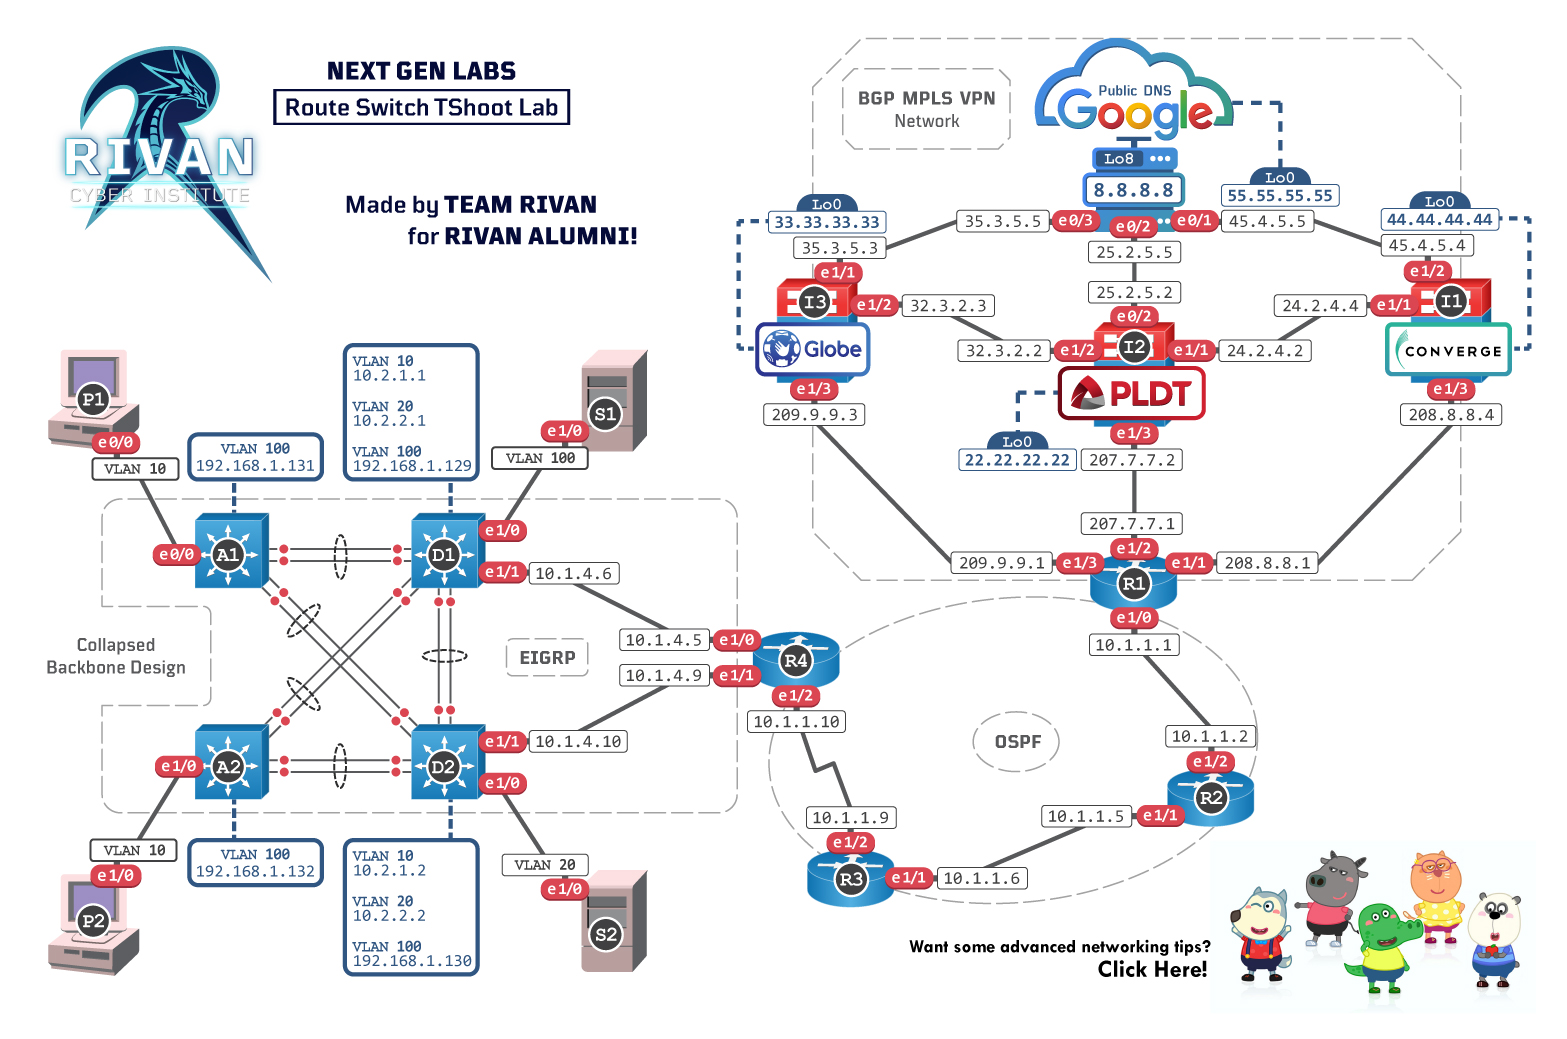 RIVAN
CYBER INSTITUTE
NEXT GEN LABS
Route Switch TShoot Lab
Made by TEAM RIVAN
for RIVAN ALUMNI!
BGP MPLS VPN
Network
Public DNS
Google
Lo8
8.8.8.8
Lo0
55.55.55.55
Lo0
33.33.33.33
Lo0
44.44.44.44
35.3.5.5
e0/3
e0/2
e0/1
45.4.5.5
35.3.5.3
25.2.5.5
45.4.5.4
e1/1
e1/2
I3
e1/2
32.3.2.3
25.2.5.2
24.2.4.4
e1/1
I1
e0/2
Globe
32.3.2.2
e1/2
I2
e1/1
24.2.4.2
CONVERGE
PLDT
e1/3
209.9.9.3
e1/3
208.8.8.4
Lo0
22.22.22.22
e1/3
207.7.7.2
207.7.7.1
e1/2
209.9.9.1
e1/3
R1
e1/1
208.8.8.1
e1/0
10.1.1.1
P1
e0/0
VLAN 10
VLAN 100
192.168.1.131
VLAN 10
10.2.1.1
VLAN 20
10.2.2.1
VLAN 100
192.168.1.129
S1
e1/0
VLAN 100
e0/0
A1
D1
e1/0
e1/1
10.1.4.6
Collapsed
Backbone Design
EIGRP
10.1.4.5
e1/0
10.1.4.9
e1/1
R4
e1/2
10.1.1.10
e1/0
A2
D2
e1/1
10.1.4.10
e1/0
VLAN 10
e1/0
P2
VLAN 100
192.168.1.132
VLAN 10
10.2.1.2
VLAN 20
10.2.2.2
VLAN 100
192.168.1.130
VLAN 20
e1/0
S2
OSPF
10.1.1.2
e1/2
R2
10.1.1.5
e1/1
10.1.1.9
e1/2
R3
e1/1
10.1.1.6
Want some advanced networking tips?
Click Here!